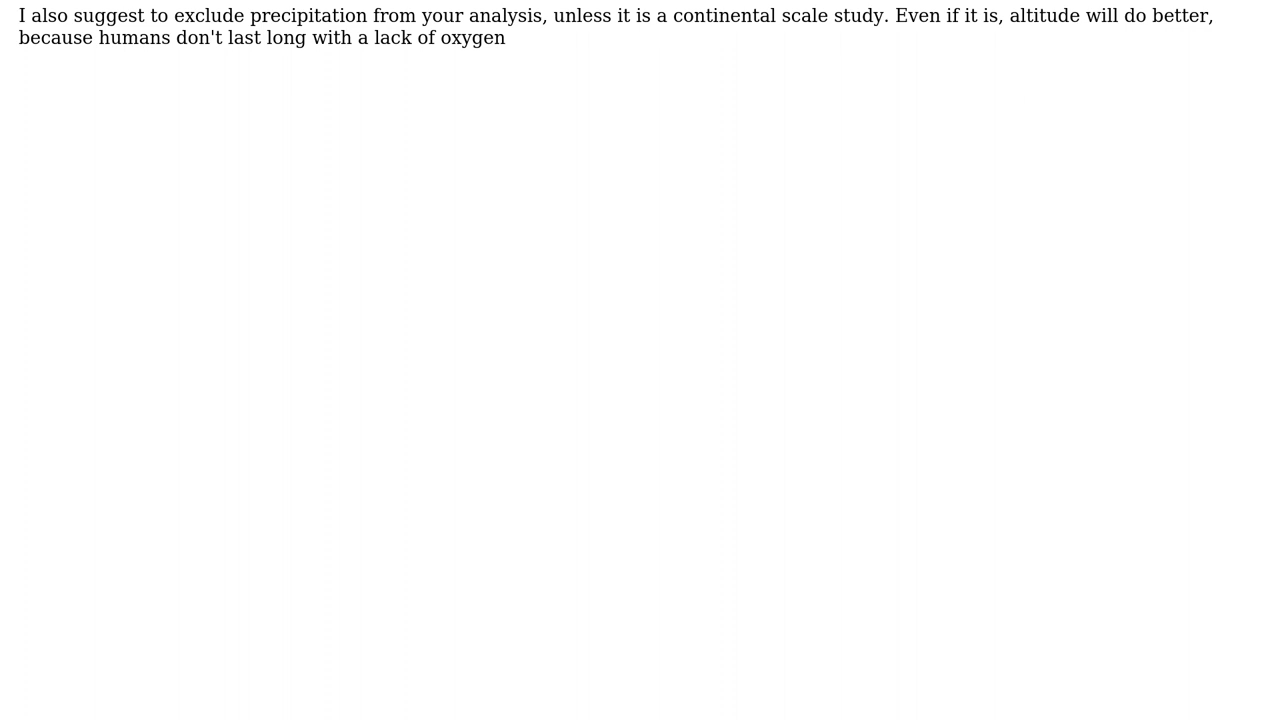 I also suggest to exclude precipitation from your analysis, unless it is a continental scale study. Even if it is, altitude will do better,
because humans don't last long with a lack of oxygen